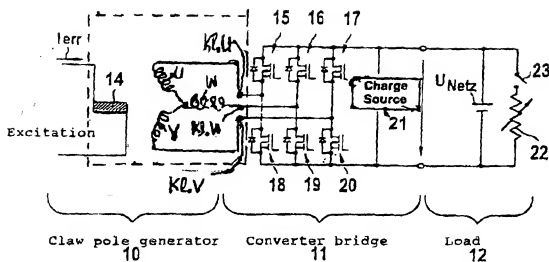 Kl.U
15 16 17
Ierr
U
W
14
Charge
Source
21
UNetz
23
Excitation
V
Kl.W
22
Kl.V
18 19 20
Claw pole generator
10
Converter bridge
11
Load
12